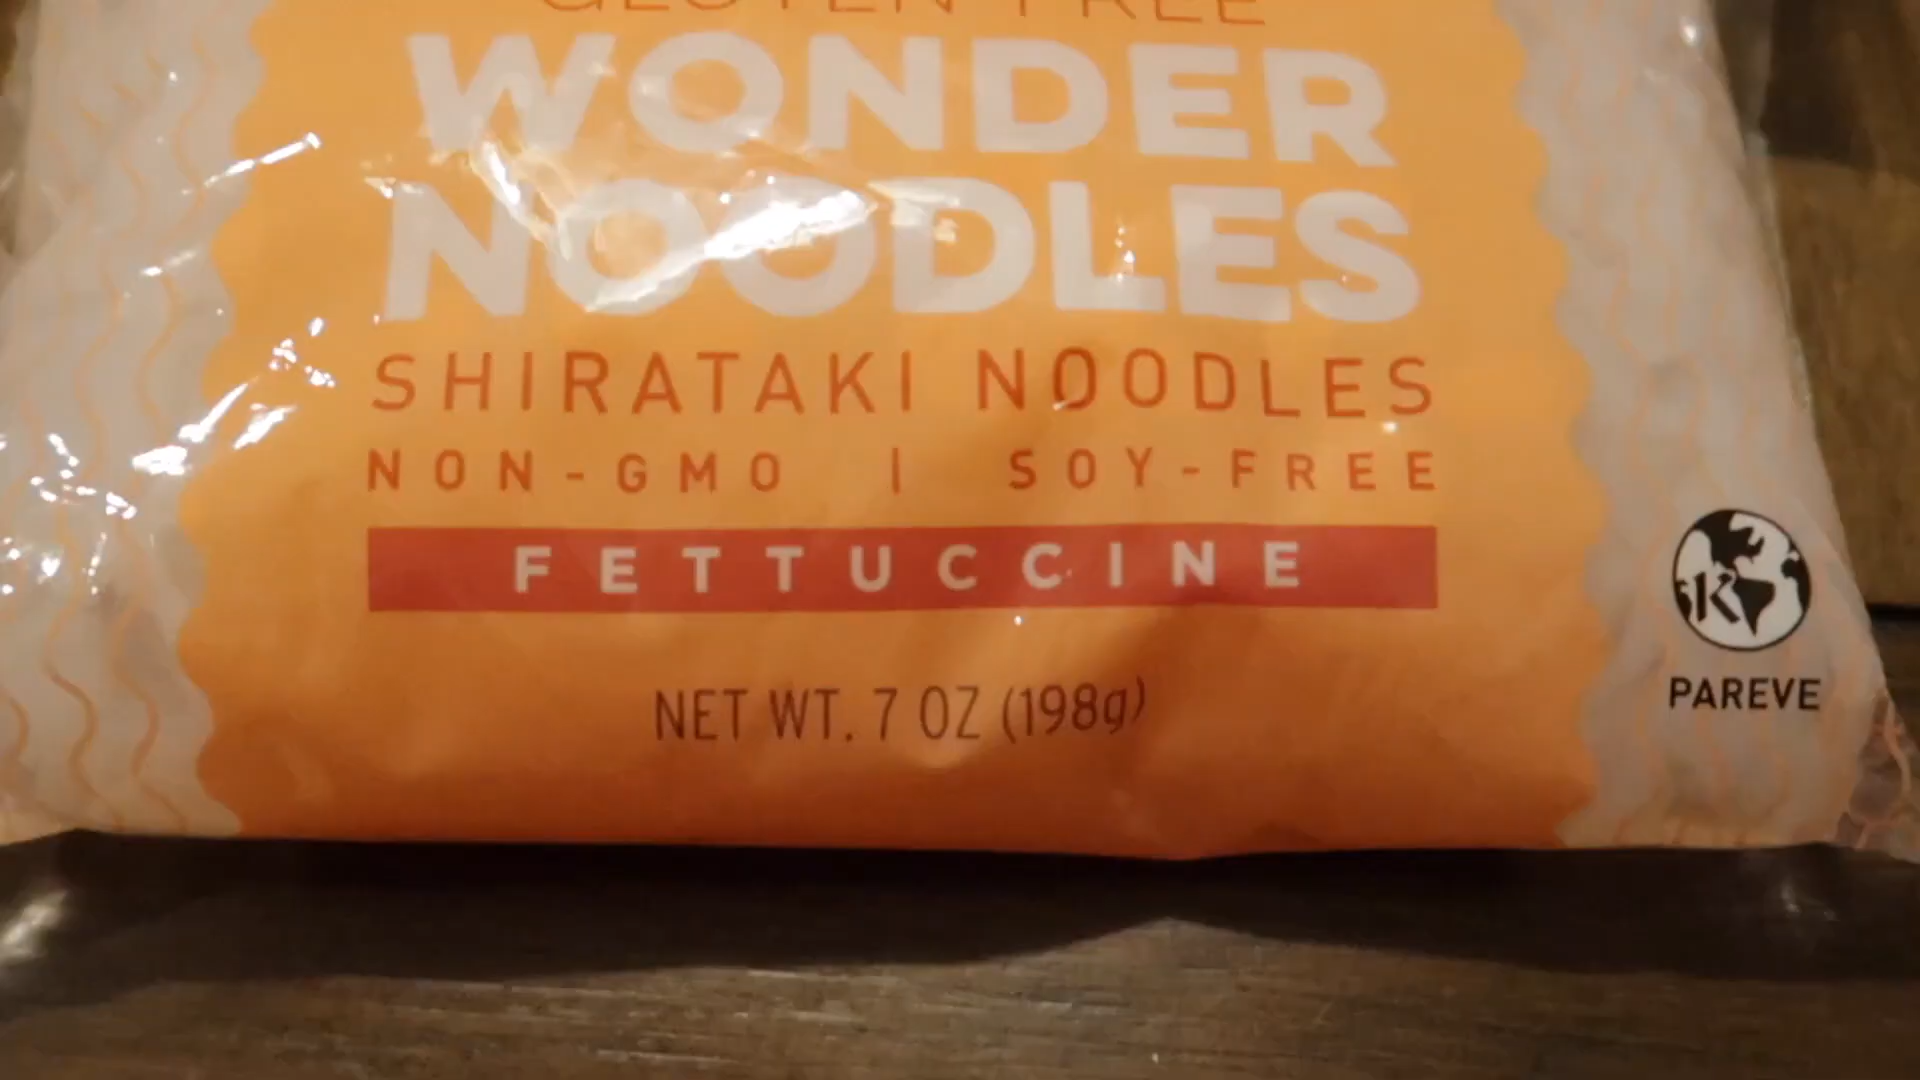 GLUTEN FREE
WONDER
NOODLES
SHIRATAKI NOODLES
NON-GMO | SOY-FREE
FETTUCCINE
K
PAREVE
NET WT. 7 OZ (198g)